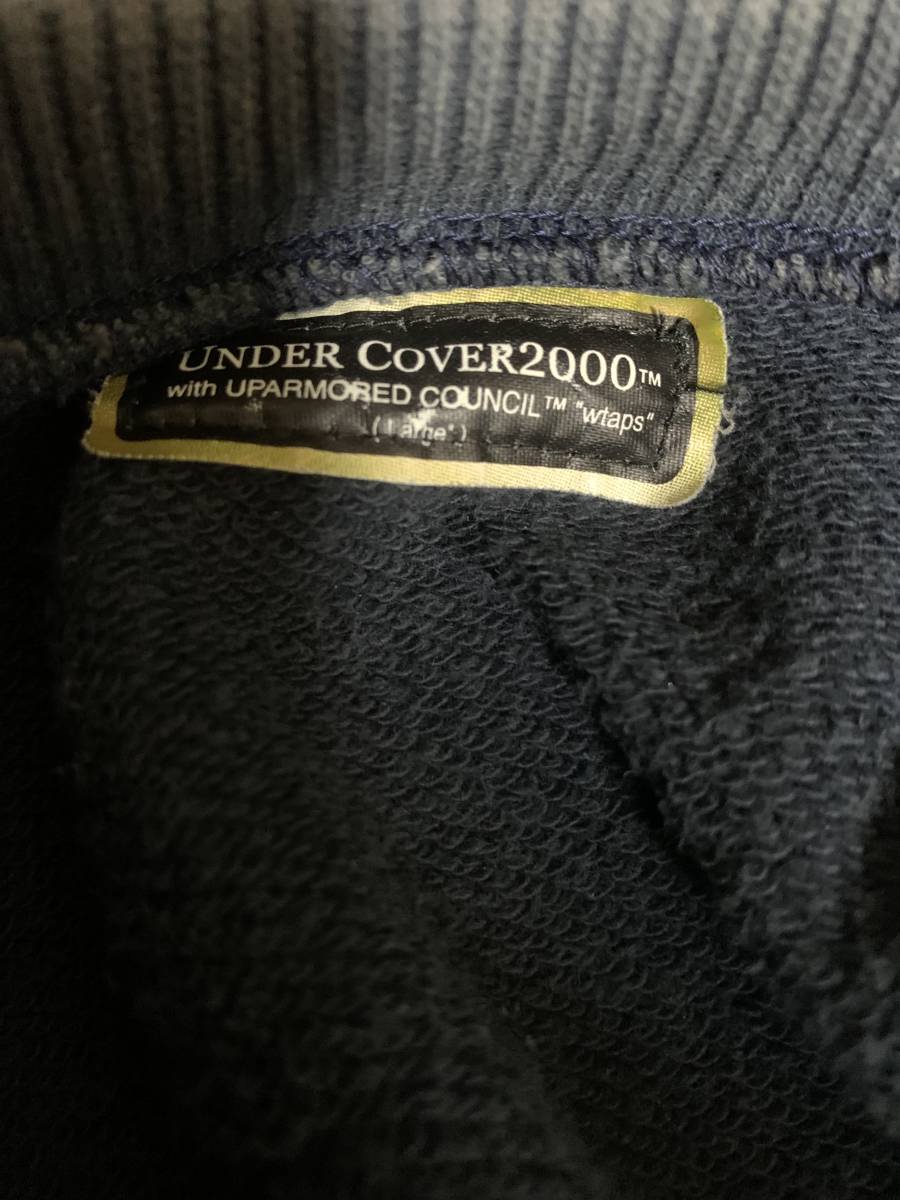 UNDER COVER2000™
with UPARMORED COUNCIL™ "wtaps"
(Large*)